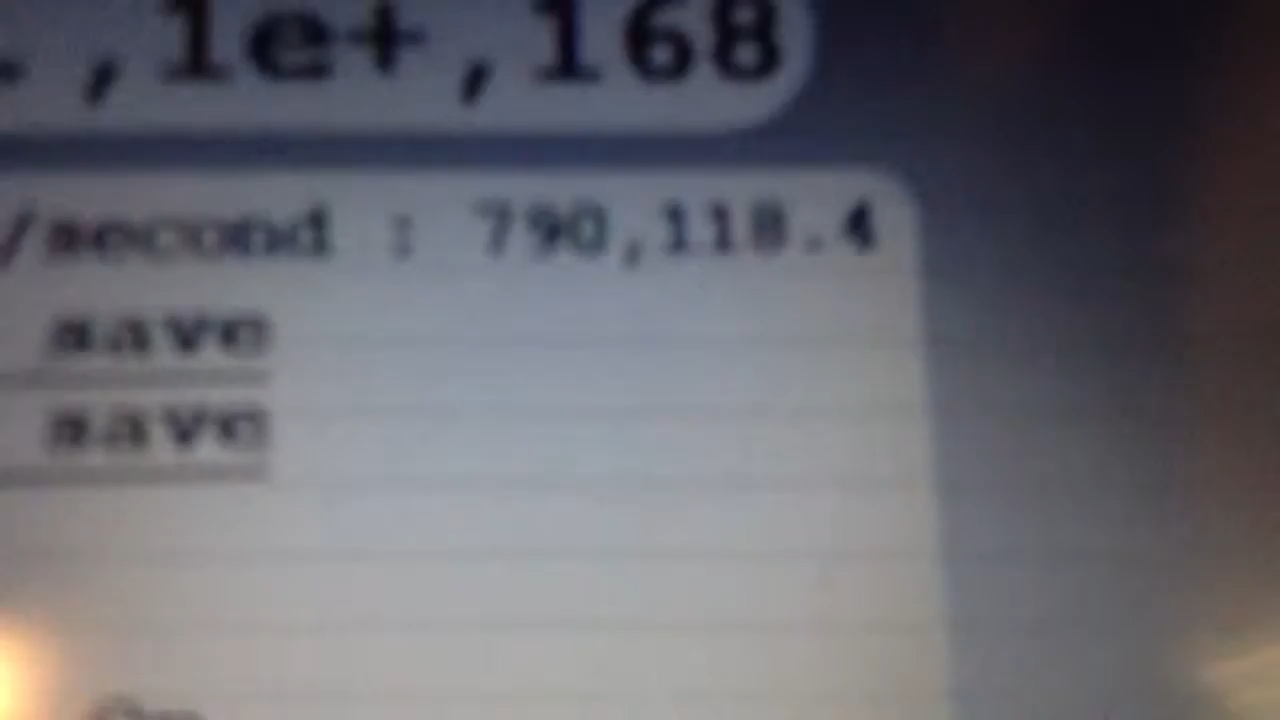 ,1e+,168
/second : 790,118.4
save
save